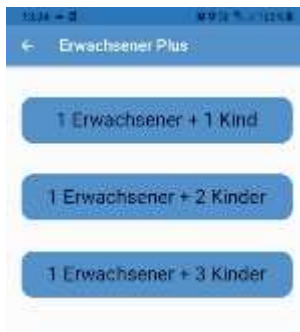 Erwachsener Plus
1 Erwachsener + 1 Kind
1 Erwachsener + 2 Kinder
1 Erwachsener + 3 Kinder